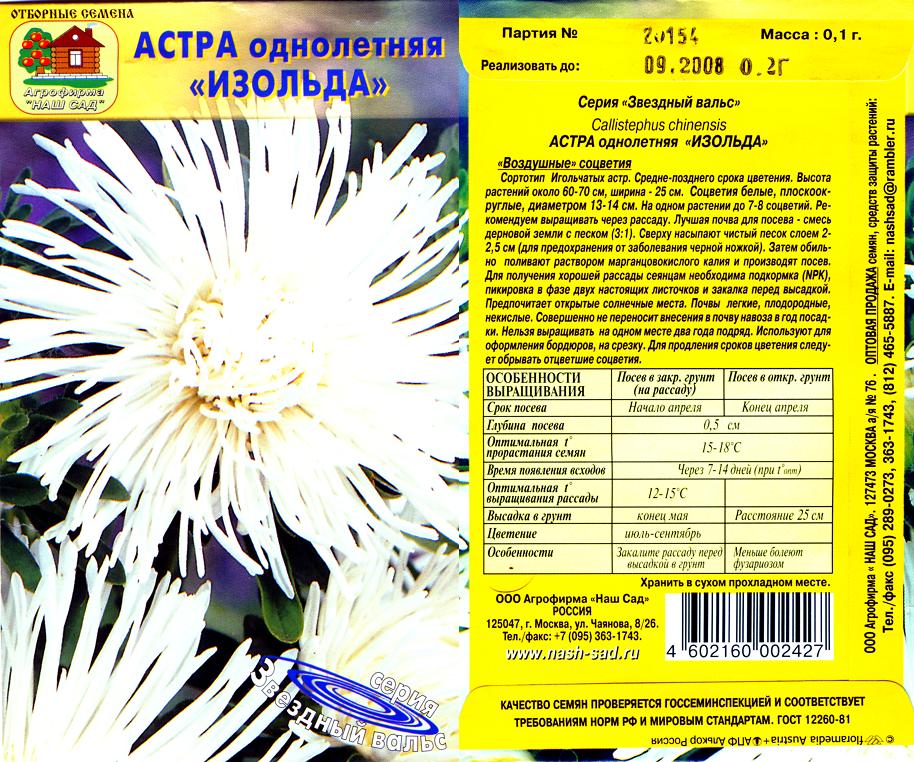 ОТБОРНЫЕ СЕМЕНА
Агрофирма
"НАШ САД"
АСТРА однолетняя
«ИЗОЛЬДА»
серия
Звездный вальс
Партия № 20154 Масса : 0,1 г.
Реализовать до: 09.2008 0.2Г
Серия «Звездный вальс»
Callistephus chinensis
АСТРА однолетняя «ИЗОЛЬДА»
«Воздушные» соцветия
Сортотип Игольчатых астр. Средне-позднего срока цветения. Высота
растений около 60-70 см, ширина - 25 см. Соцветия белые, плоскоок-
руглые, диаметром 13-14 см. На одном растении до 7-8 соцветий. Ре-
комендуем выращивать через рассаду. Лучшая почва для посева - смесь
дерновой земли с песком (3:1). Сверху насыпают чистый песок слоем 2-
2,5 см (для предохранения от заболевания черной ножкой). Затем обиль-
но поливают раствором марганцовокислого калия и производят посев.
Для получения хорошей рассады сеянцам необходима подкормка (NPK),
пикировка в фазе двух настоящих листочков и закалка перед высадкой.
Предпочитает открытые солнечные места. Почвы легкие, плодородные,
некислые. Совершенно не переносит внесения в почву навоза в год посад-
ки. Нельзя выращивать на одном месте два года подряд. Используют для
оформления бордюров, на срезку. Для продления сроков цветения следу-
ет обрывать отцветшие соцветия.
ОСОБЕННОСТИ ВЫРАЩИВАНИЯ Посев в закр. грунт (на рассаду) Посев в откр. грунт
Срок посева Начало апреля Конец апреля
Глубина посева 0,5 см
Оптимальная t° прорастания семян 15-18°C
Время появления всходов Через 7-14 дней (при t°опт)
Оптимальная t° выращивания рассады 12-15°C
Высадка в грунт конец мая Расстояние 25 см
Цветение июль-сентябрь
Особенности Закалите рассаду перед высадкой в грунт Меньше болеют фузариозом
Хранить в сухом прохладном месте.
ООО Агрофирма «Наш Сад»
РОССИЯ
125047, г. Москва, ул. Чаянова, 8/26.
Тел./факс: +7 (095) 363-1743.
www.nash-sad.ru
4 602160 002427
КАЧЕСТВО СЕМЯН ПРОВЕРЯЕТСЯ ГОССЕМИНСПЕКЦИЕЙ И СООТВЕТСТВУЕТ
ТРЕБОВАНИЯМ НОРМ РФ И МИРОВЫМ СТАНДАРТАМ. ГОСТ 12260-81
© floramedia Austria + АПФ Алькор Россия
ООО Агрофирма « НАШ САД». 127473 МОСКВА а/я № 76 . ОПТОВАЯ ПРОДАЖА семян, средств защиты растений:
Тел./факс (095) 289-0273, 363-1743, (812) 465-5887. E-mail: nashsad@rambler.ru